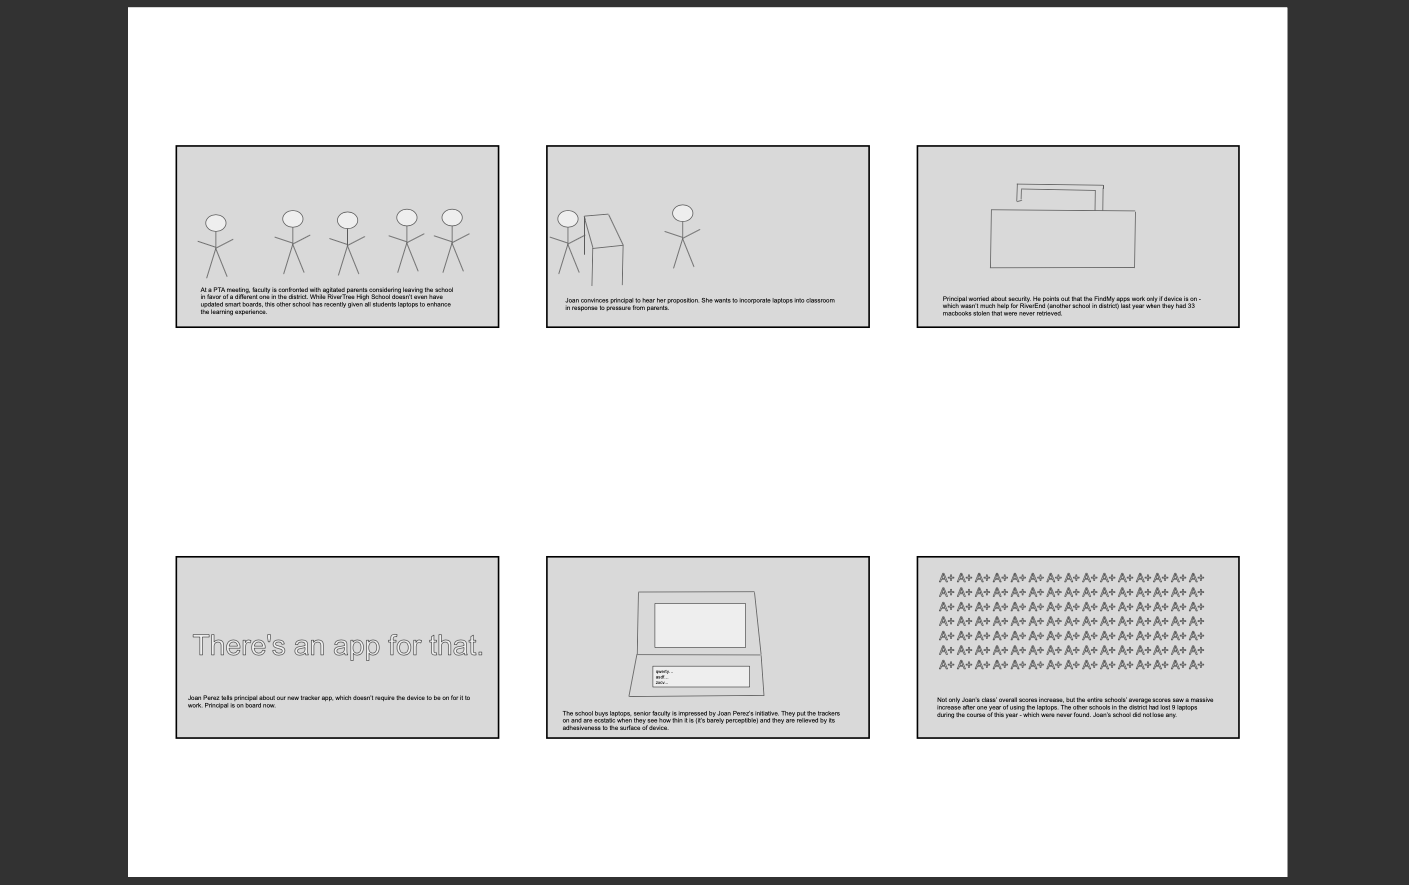 At a PTA meeting, faculty is confronted with agitated parents considering leaving the school
in favor of a different one in the district. While RiverTree High School doesn't even have
updated smart boards, this other school has recently given all students laptops to enhance
the learning experience.
Joan convinces principal to hear her proposition. She wants to incorporate laptops into classroom
in response to pressure from parents.
Principal worried about security. He points out that the FindMy apps work only if device is on -
which wasn't much help for RiverEnd (another school in district) last year when they had 33
macbooks stolen that were never retrieved.
There's an app for that.
Joan Perez tells principal about our new tracker app, which doesn't require the device to be on for it to
work. Principal is on board now.
qwerty...
asdf...
zxcv...
The school buys laptops, senior faculty is impressed by Joan Perez's initiative. They put the trackers
on and are ecstatic when they see how thin it is (it's barely perceptible) and they are relieved by its
adhesiveness to the surface of device.
A+ A+ A+ A+ A+ A+ A+ A+ A+ A+ A+ A+ A+ A+ A+
A+ A+ A+ A+ A+ A+ A+ A+ A+ A+ A+ A+ A+ A+ A+
A+ A+ A+ A+ A+ A+ A+ A+ A+ A+ A+ A+ A+ A+ A+
A+ A+ A+ A+ A+ A+ A+ A+ A+ A+ A+ A+ A+ A+ A+
A+ A+ A+ A+ A+ A+ A+ A+ A+ A+ A+ A+ A+ A+ A+
A+ A+ A+ A+ A+ A+ A+ A+ A+ A+ A+ A+ A+ A+ A+
A+ A+ A+ A+ A+ A+ A+ A+ A+ A+ A+ A+ A+ A+ A+
Not only Joan's class' overall scores increase, but the entire schools' average scores saw a massive
increase after one year of using the laptops. The other schools in the district had lost 9 laptops
during the course of this year - which were never found. Joan's school did not lose any.